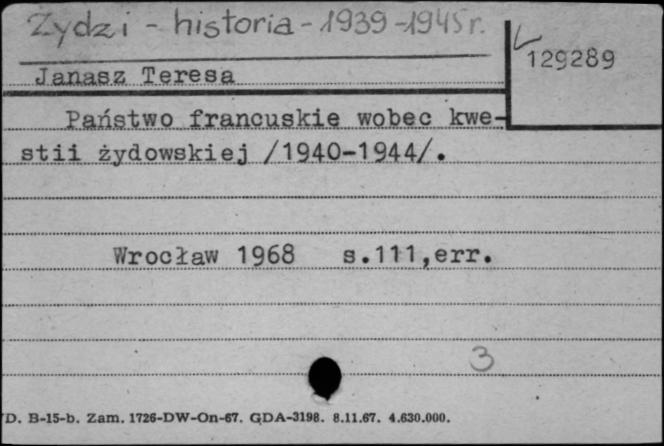 Żydzi - historia - 1939-1945 r.
129289
Janasz Teresa
Państwo francuskie wobec kwe-
stii żydowskiej /1940-1944/.
Wrocław 1968 s.111,err.
3
D. B-15-b. Zam. 1726-DW-On-67. GDA-3198. 8.11.67. 4.630.000.